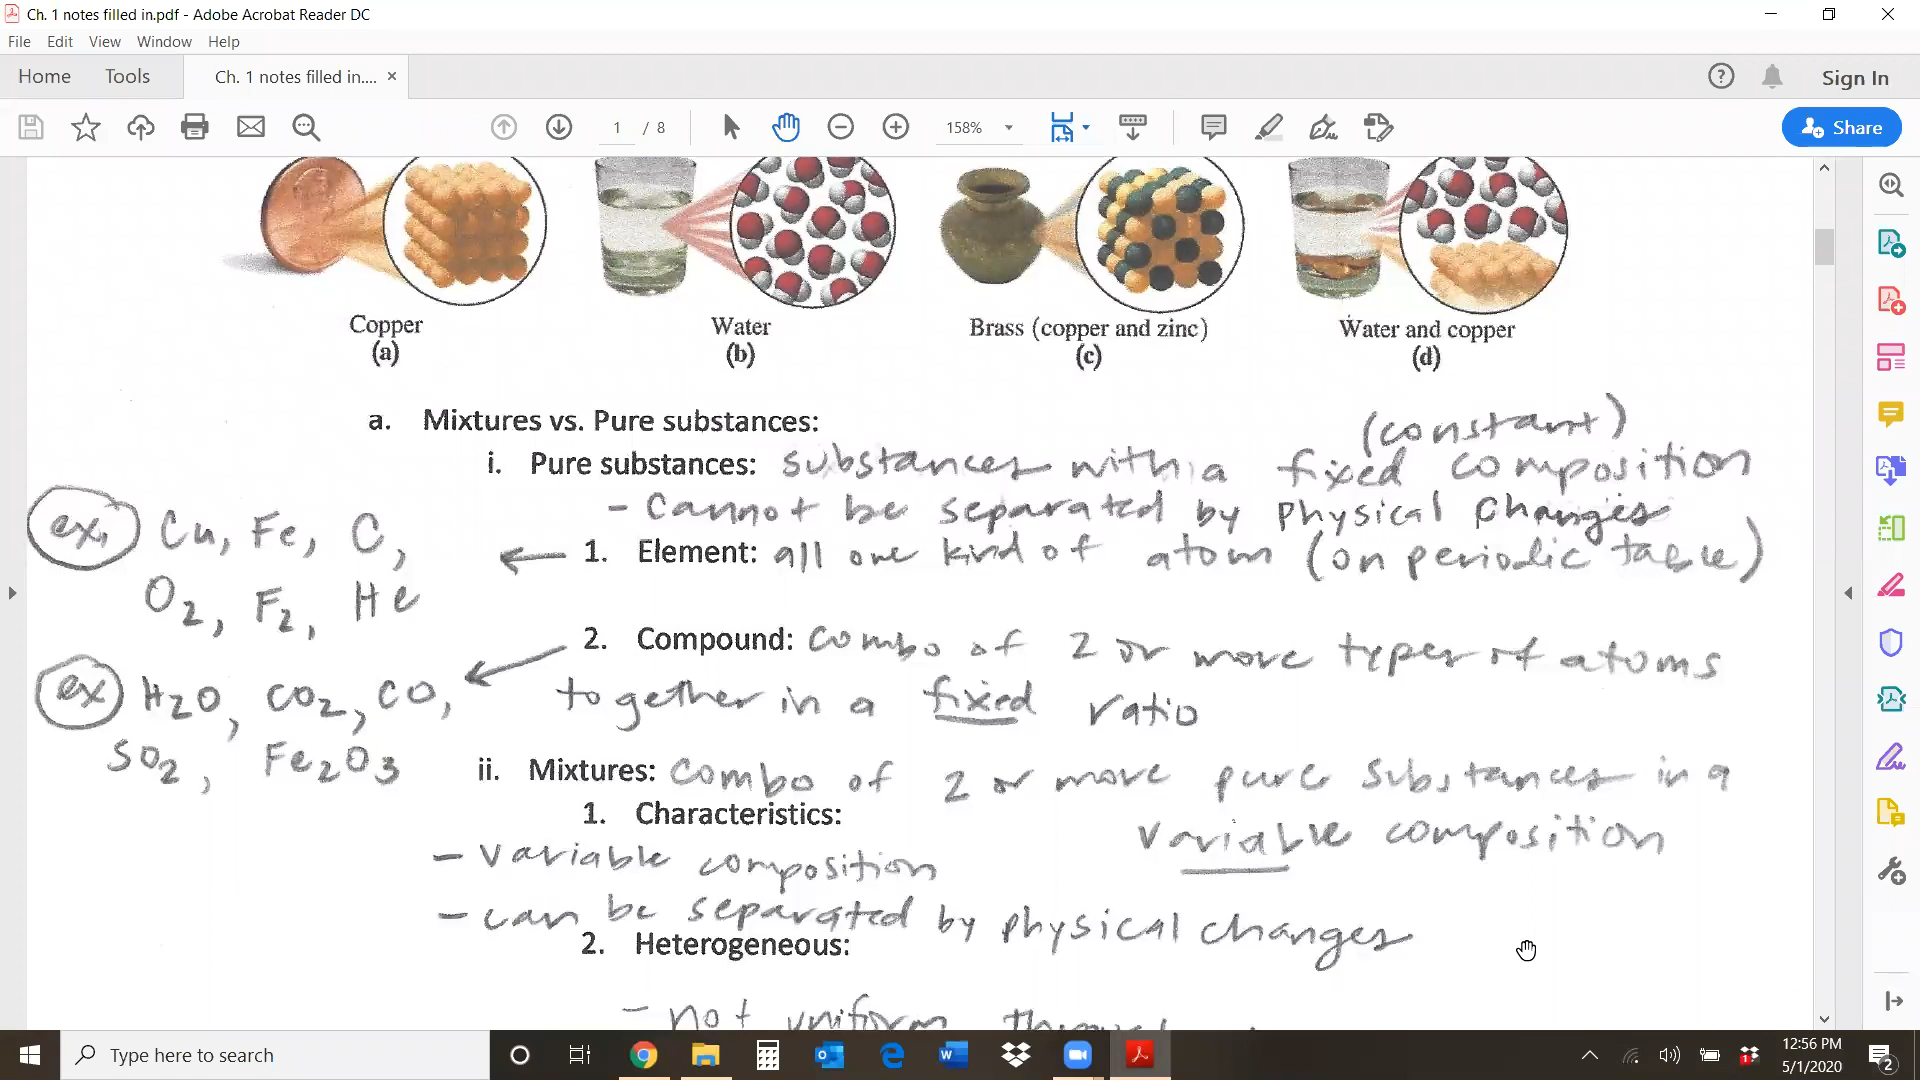 Ch. 1 notes filled in.pdf - Adobe Acrobat Reader DC
File Edit View Window Help
Home Tools Ch. 1 notes filled in.... × Sign In
1 / 8 158% Share
Copper Water Brass (copper and zinc) Water and copper
(a) (b) (c) (d)
a. Mixtures vs. Pure substances:
(constant)
i. Pure substances: substances with a fixed composition
- Cannot be separated by physical changes
ex, Cu, Fe, C,
O2, F2, He
1. Element: all one kind of atom (on periodic table)
2. Compound: combo of 2 or more types of atoms
together in a fixed ratio
ex H2O, CO2, CO,
SO2, Fe2O3
ii. Mixtures: combo of 2 or more pure substances in a
variable composition
1. Characteristics:
- variable composition
- can be separated by physical changes
2. Heterogeneous:
- not uniform
Type here to search
12:56 PM
5/1/2020
2